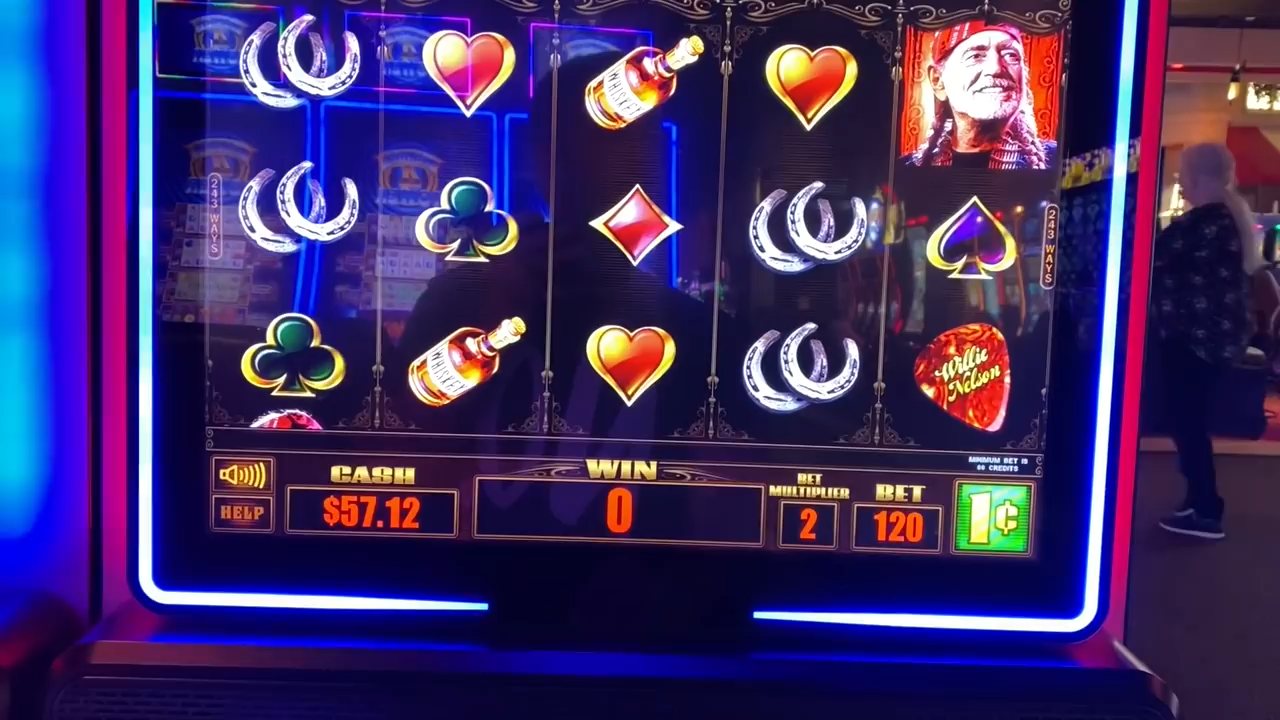 WHISKEY
243 WAYS
243 WAYS
WHISKEY
Willie
Nelson
MINIMUM BET IS
CREDITS
CASH
WIN
BET
MULTIPLIER
BET
HELP
$57.12
0
2
120
1¢